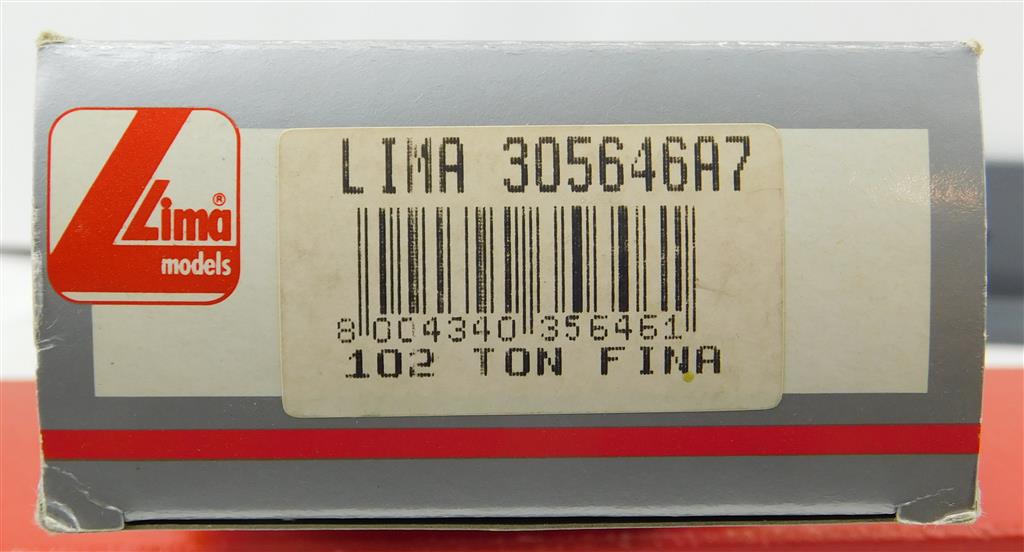 Lima®
models
LIMA 305646A7
8 004340 356461
102 TON FINA